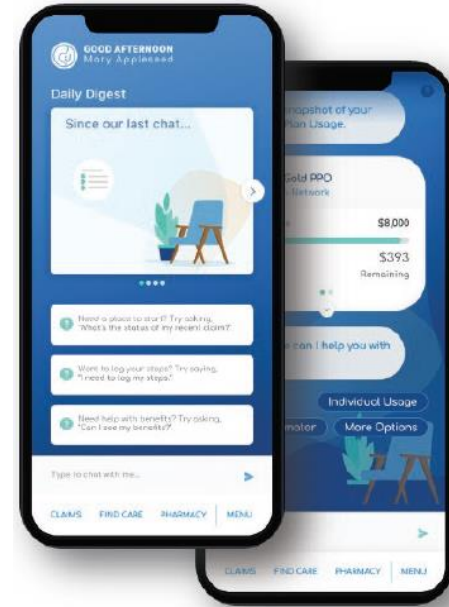 GOOD AFTERNOON
Mary Appleseed
Daily Digest
Since our last chat...
Need a place to start? Try asking,
"What's the status of my recent claim?".
Want to log your steps? Try saying,
"I need to log my steps."
Need help with benefits? Try asking,
"Can I see my benefits?".
Type to chat with me...
CLAIMS FIND CARE PHARMACY MENU
snapshot of your
Plan Usage.
Gold PPO
Network
$8,000
$393
Remaining
can I help you with
Individual Usage
More Options
CLAIMS FIND CARE PHARMACY MENU